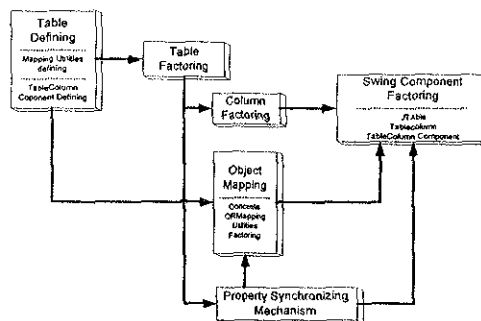 Table
Defining
Mapping Utilities
defining
TableColumn
Coponent Defining
Table
Factoring
Column
Factoring
Swing Component
Factoring
JTable
Tablecolumn
TableColumn Component
Object
Mapping
Concrete
ORMapping
Utilities
Factoring
Property Synchronizing
Mechanism